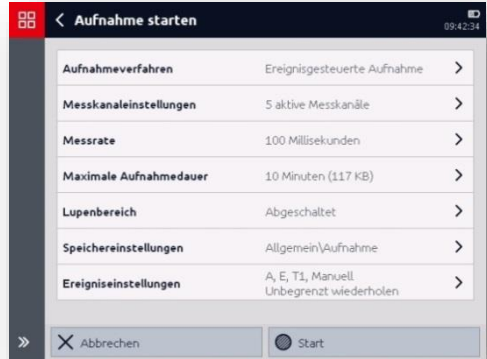 Aufnahme starten
09:42:34
Aufnahmeverfahren Ereignisgesteuerte Aufnahme
Messkanaleinstellungen 5 aktive Messkanäle
Messrate 100 Millisekunden
Maximale Aufnahmedauer 10 Minuten (117 KB)
Lupenbereich Abgeschaltet
Speichereinstellungen Allgemein\Aufnahme
Ereigniseinstellungen A, E, T1, Manuell
Unbegrenzt wiederholen
Abbrechen Start